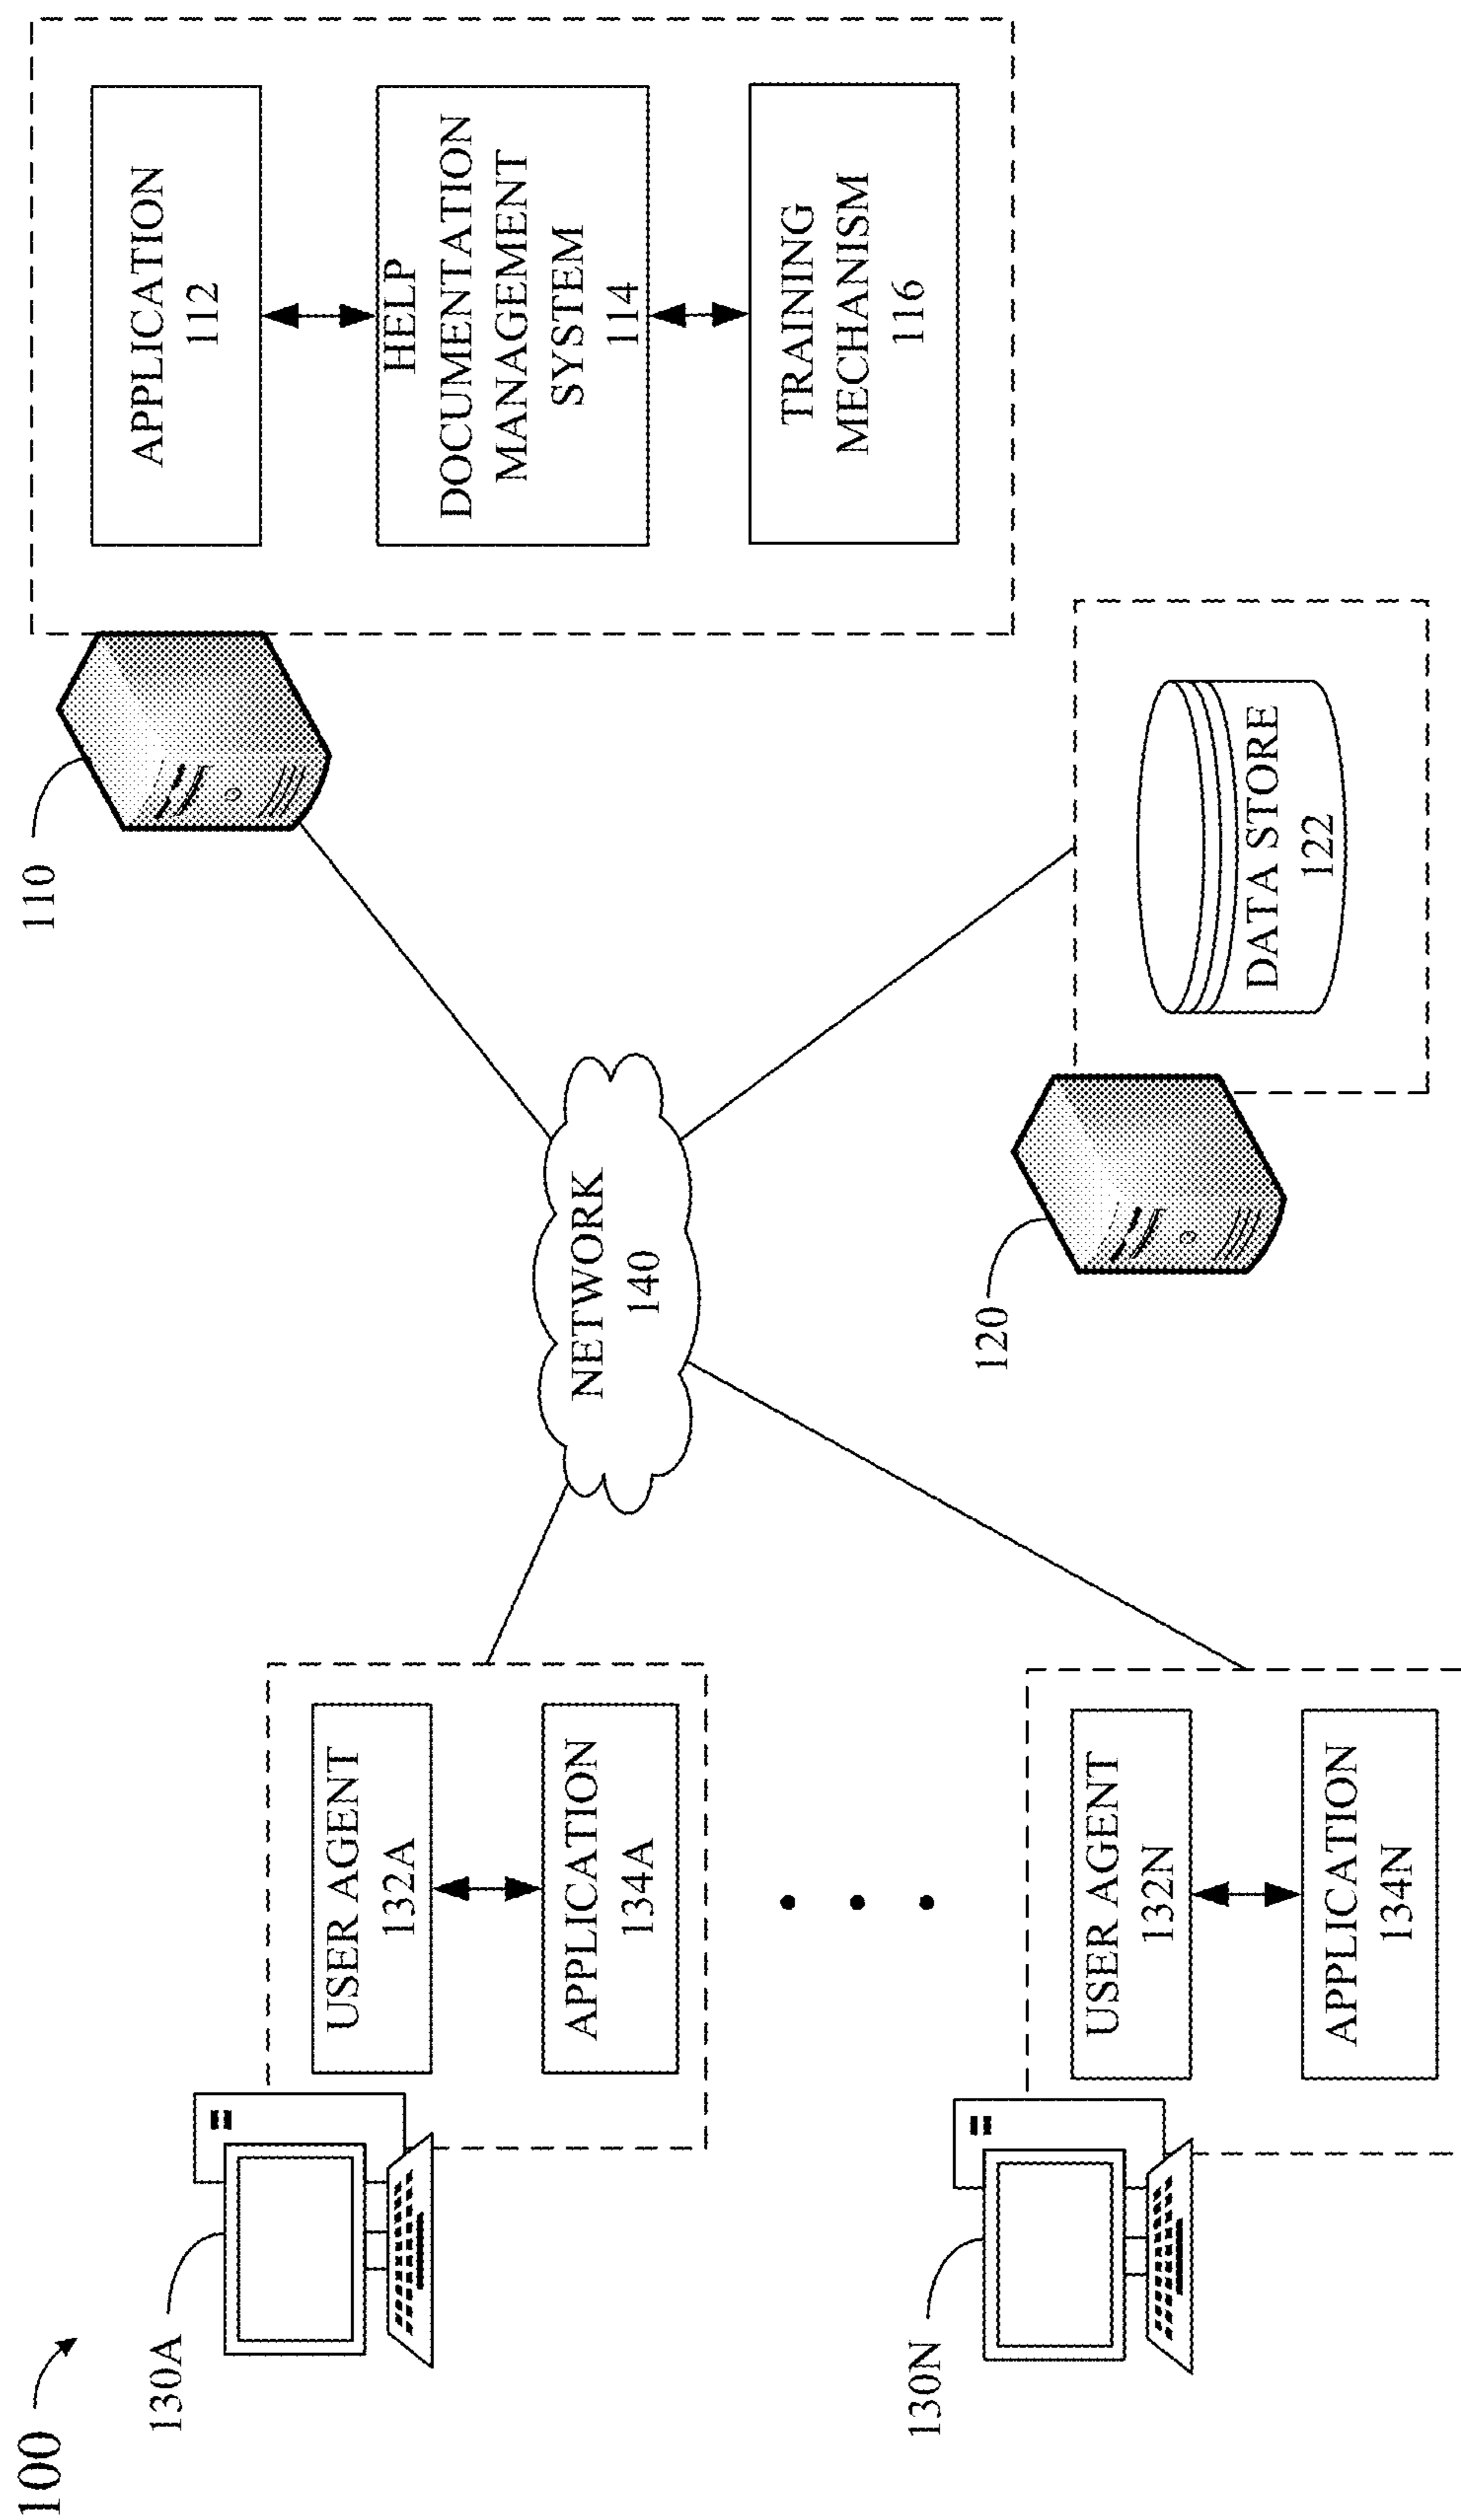 100
130A
USER AGENT
132A
APPLICATION
134A
130N
USER AGENT
132N
APPLICATION
134N
NETWORK
140
110
APPLICATION
112
HELP
DOCUMENTATION
MANAGEMENT
SYSTEM
114
TRAINING
MECHANISM
116
120
DATA STORE
122